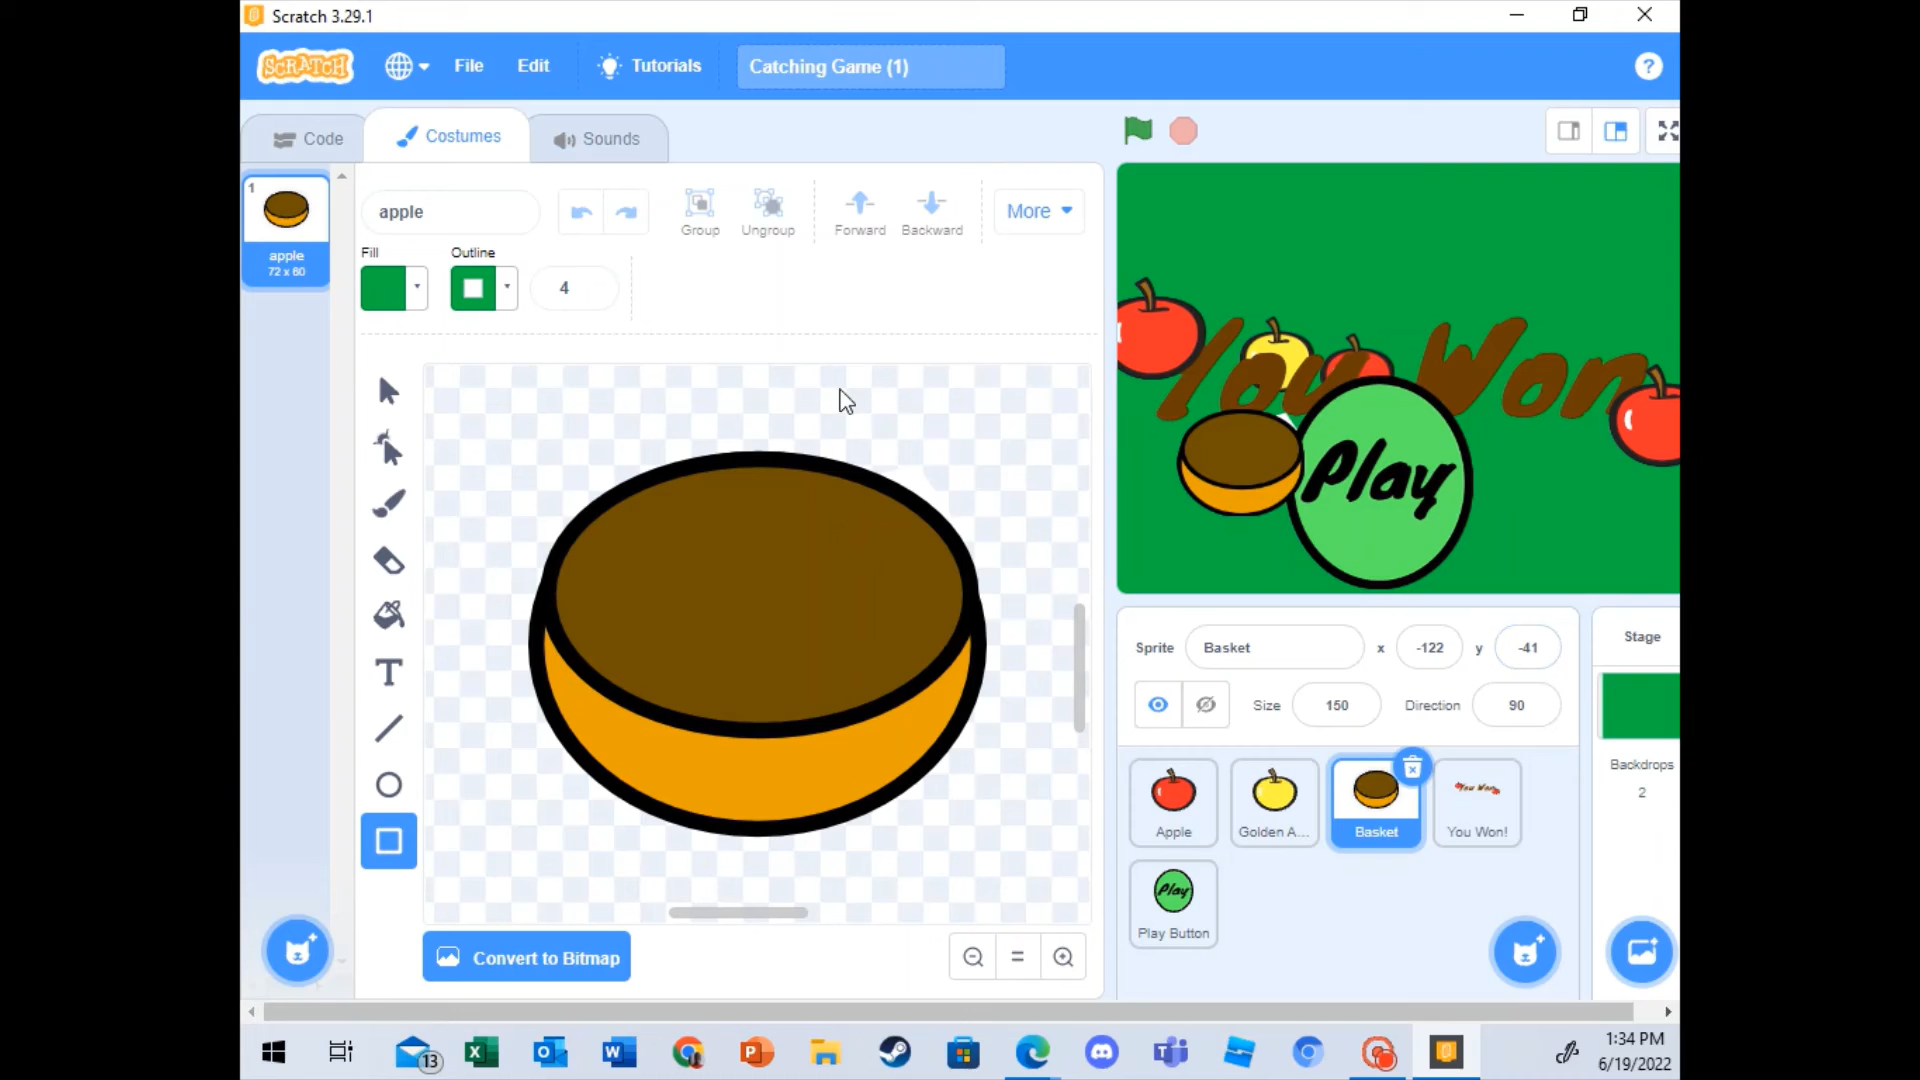 Scratch 3.29.1
SCRATCH
File
Edit
Tutorials
Catching Game (1)
?
Code
Costumes
Sounds
1
apple
72 x 60
apple
Group
Ungroup
Forward
Backward
More
Fill
Outline
4
T
Convert to Bitmap
You Won
Play
Sprite
Basket
x
-122
y
-41
Size
150
Direction
90
Stage
Backdrops
2
Apple
Golden A...
Basket
You Won
You Won!
Play
Play Button
13
1:34 PM
6/19/2022